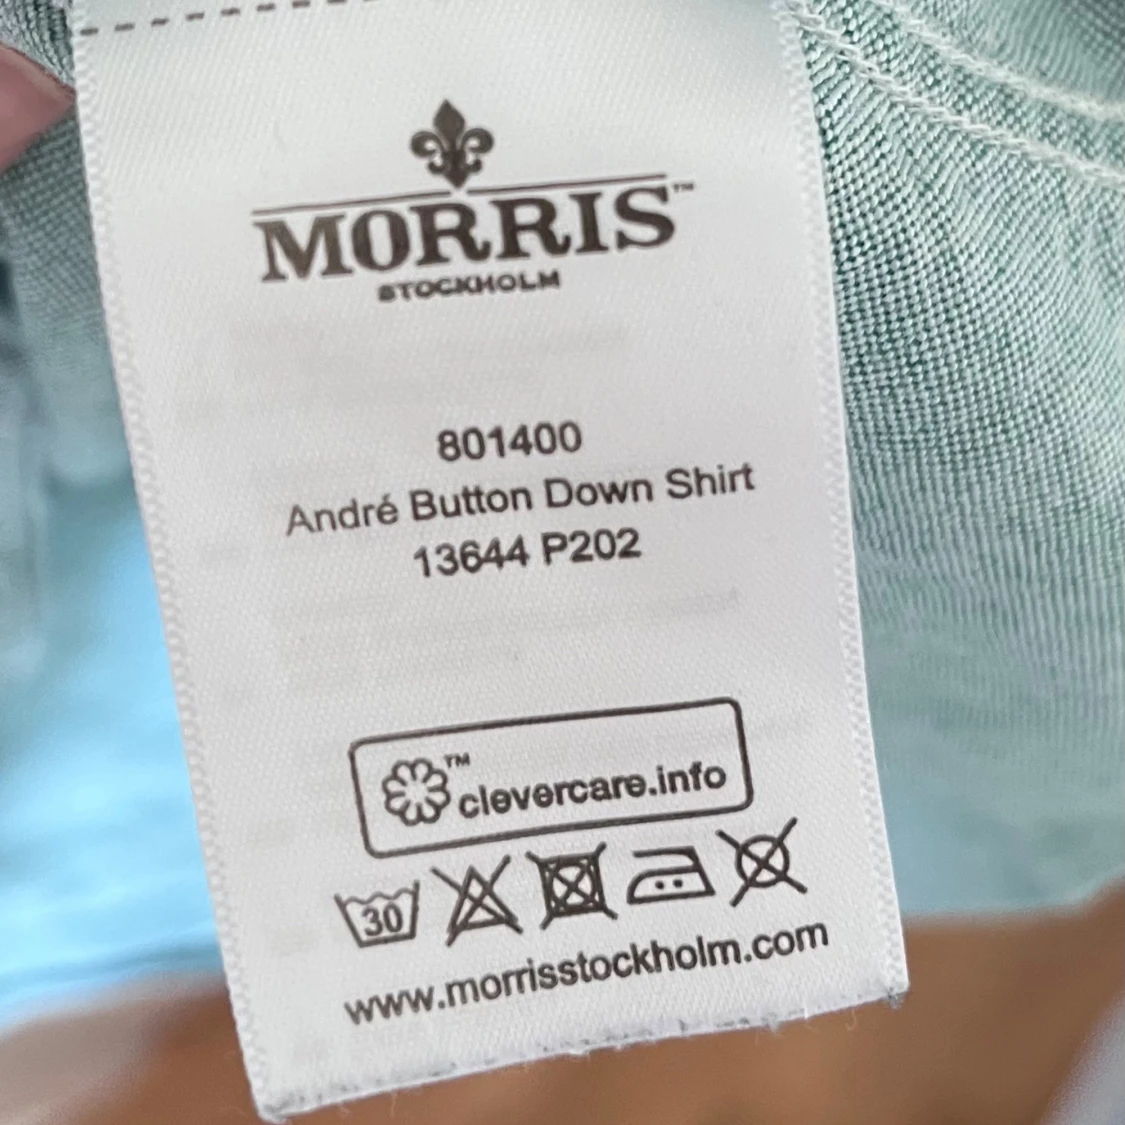 MORRIS™
STOCKHOLM
801400
André Button Down Shirt
13644 P202
™
clevercare.info
30
www.morrisstockholm.com